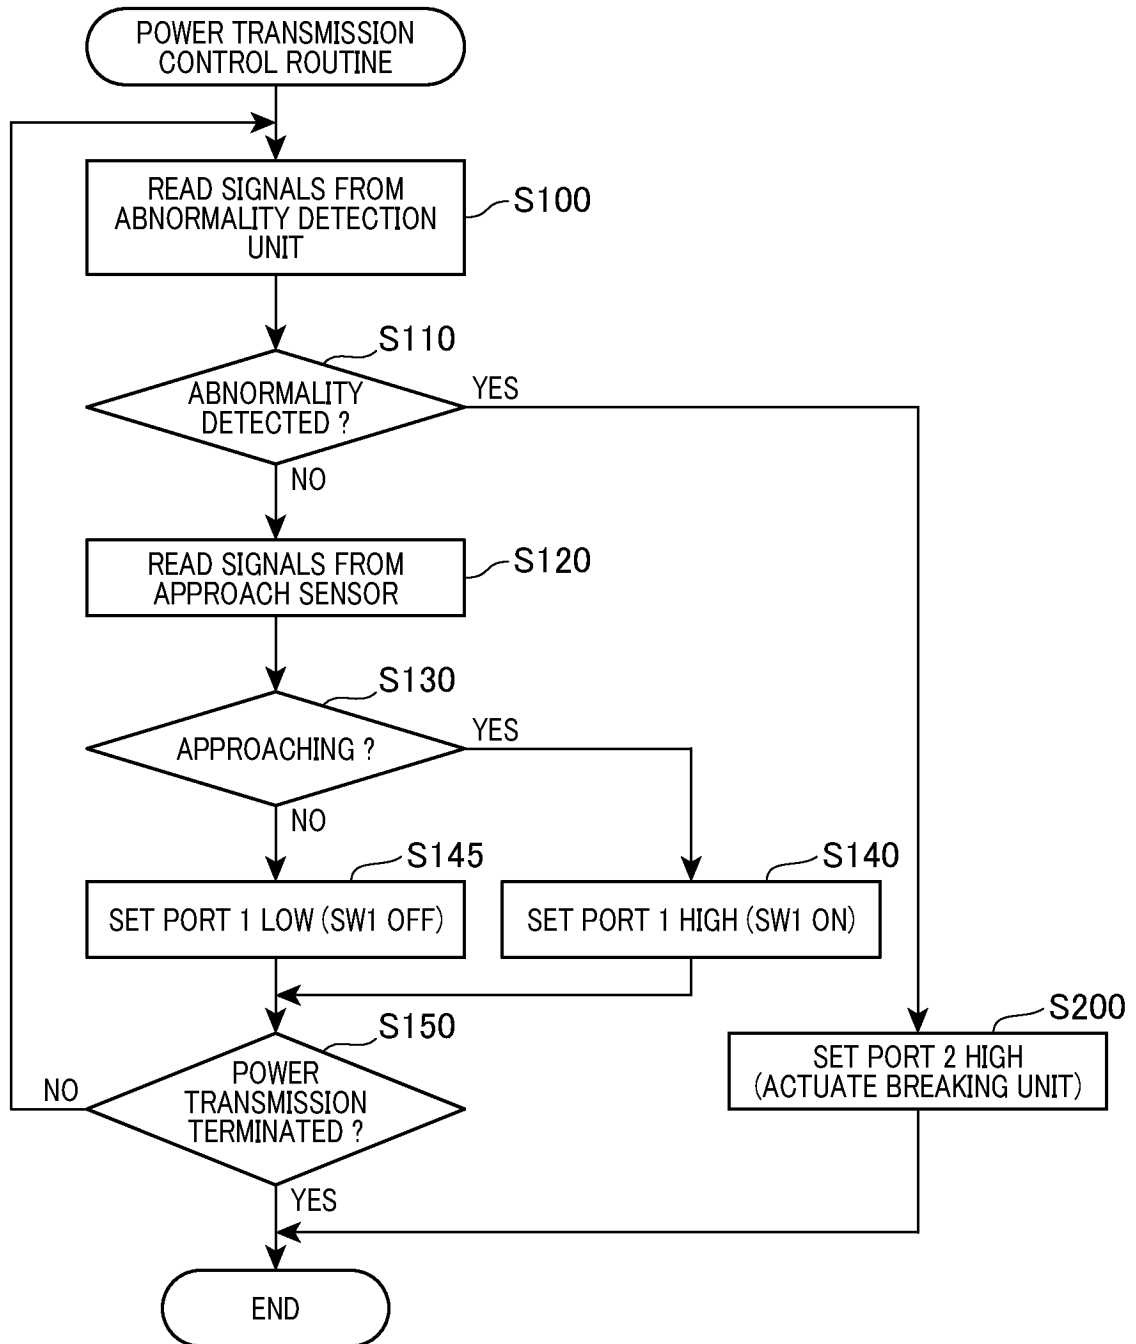 POWER TRANSMISSION
CONTROL ROUTINE
READ SIGNALS FROM
ABNORMALITY DETECTION
UNIT
S100
S110
ABNORMALITY
DETECTED ?
YES
NO
READ SIGNALS FROM
APPROACH SENSOR
S120
S130
APPROACHING ?
YES
NO
S145
SET PORT 1 LOW (SW1 OFF)
S140
SET PORT 1 HIGH (SW1 ON)
S150
POWER
TRANSMISSION
TERMINATED ?
NO
YES
S200
SET PORT 2 HIGH
(ACTUATE BREAKING UNIT)
END